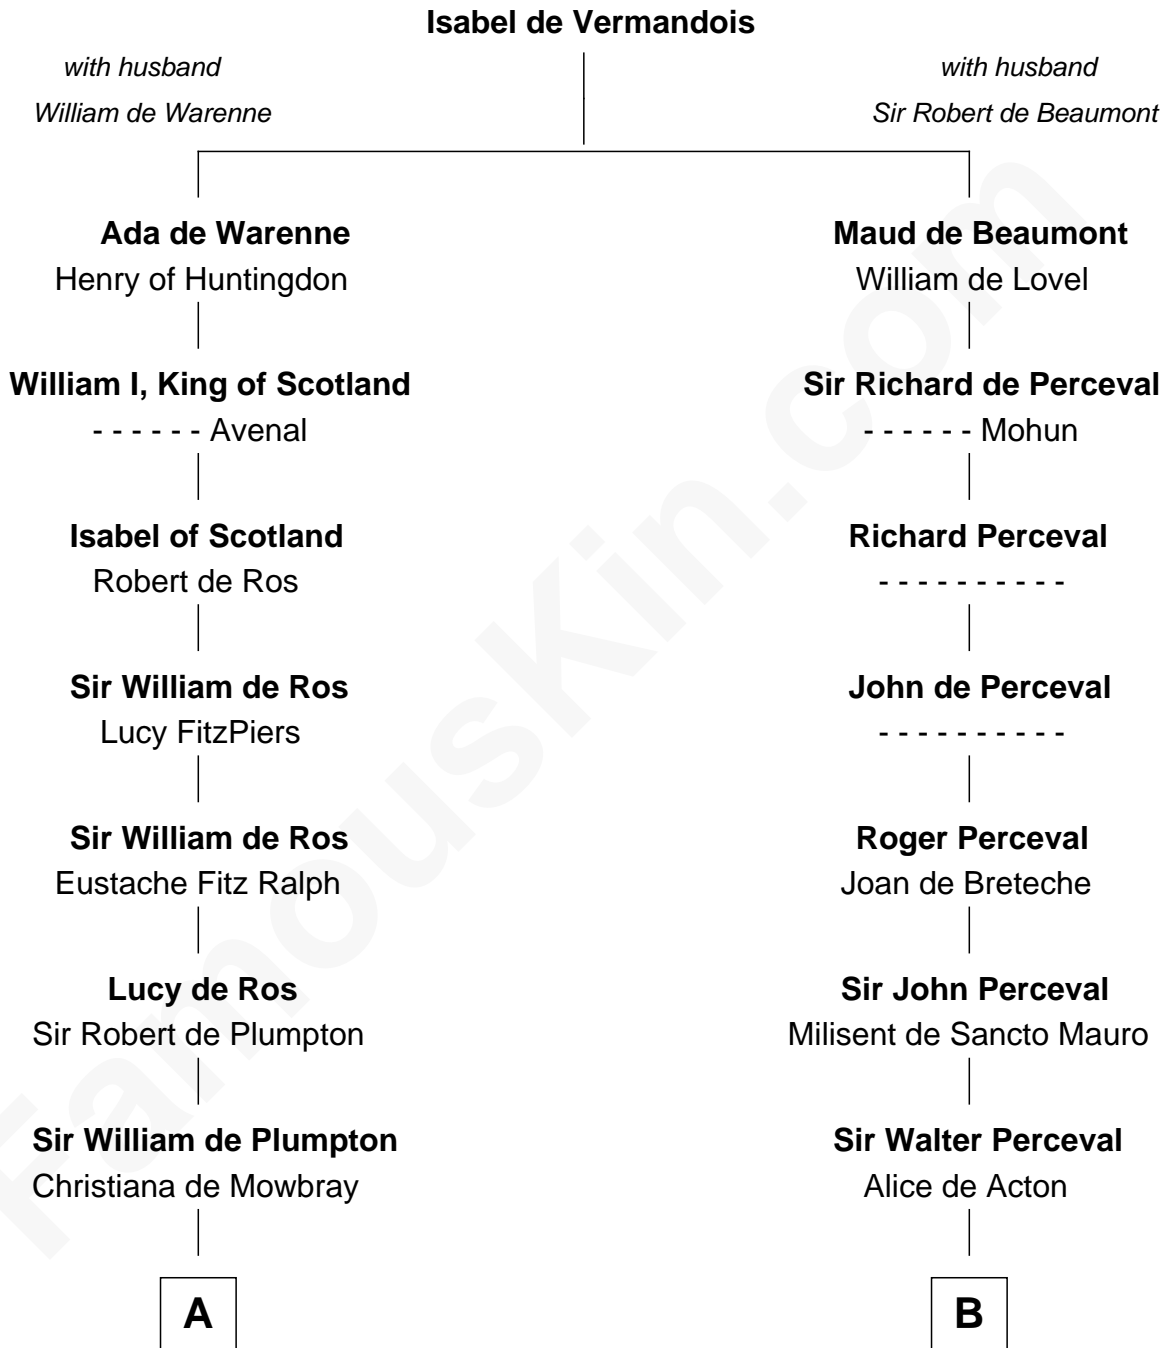 Isabel de Vermandois
with husband
William de Warenne
with husband
Sir Robert de Beaumont
Ada de Warenne
Henry of Huntingdon
Maud de Beaumont
William de Lovel
William I, King of Scotland
- - - - - - Avenal
Sir Richard de Perceval
- - - - - - Mohun
Isabel of Scotland
Robert de Ros
Richard Perceval
- - - - - - - - - -
Sir William de Ros
Lucy FitzPiers
John de Perceval
- - - - - - - - - -
Sir William de Ros
Eustache Fitz Ralph
Roger Perceval
Joan de Breteche
Lucy de Ros
Sir Robert de Plumpton
Sir John Perceval
Milisent de Sancto Mauro
Sir William de Plumpton
Christiana de Mowbray
Sir Walter Perceval
Alice de Acton
A
B
FamousKin.com